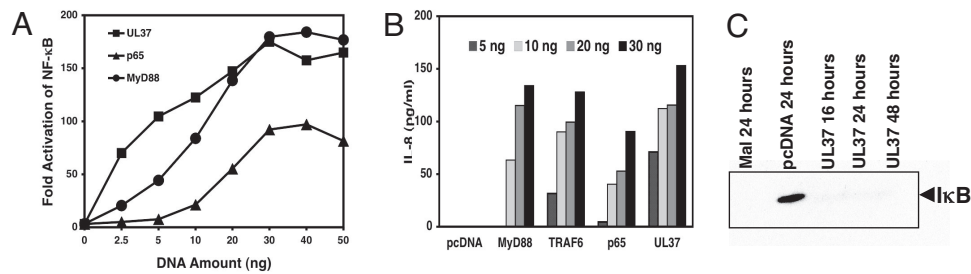 A
Fold Activation of NF-κB
200
150
100
50
0
UL37
p65
MyD88
0 2.5 5 10 20 30 40 50
DNA Amount (ng)
B
200
150
100
50
0
5 ng 10 ng 20 ng 30 ng
pcDNA MyD88 TRAF6 p65 UL37
C
Mal 24 hours
pcDNA 24 hours
UL37 16 hours
UL37 24 hours
UL37 48 hours
IκB